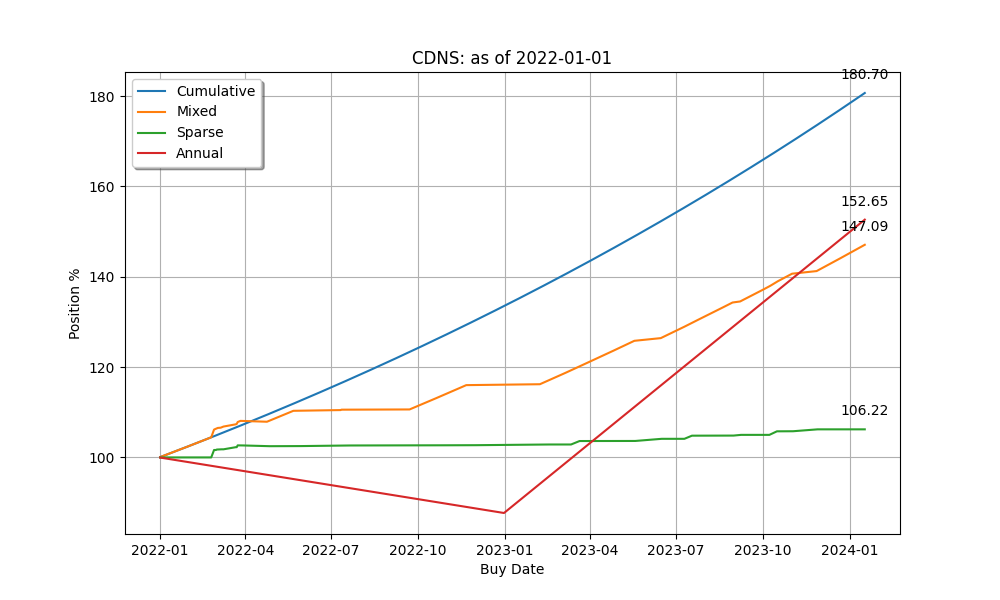 CDNS: as of 2022-01-01
Cumulative
Mixed
Sparse
Annual
180.70
152.65
147.09
106.22
Position %
180
160
140
120
100
2022-01 2022-04 2022-07 2022-10 2023-01 2023-04 2023-07 2023-10 2024-01
Buy Date